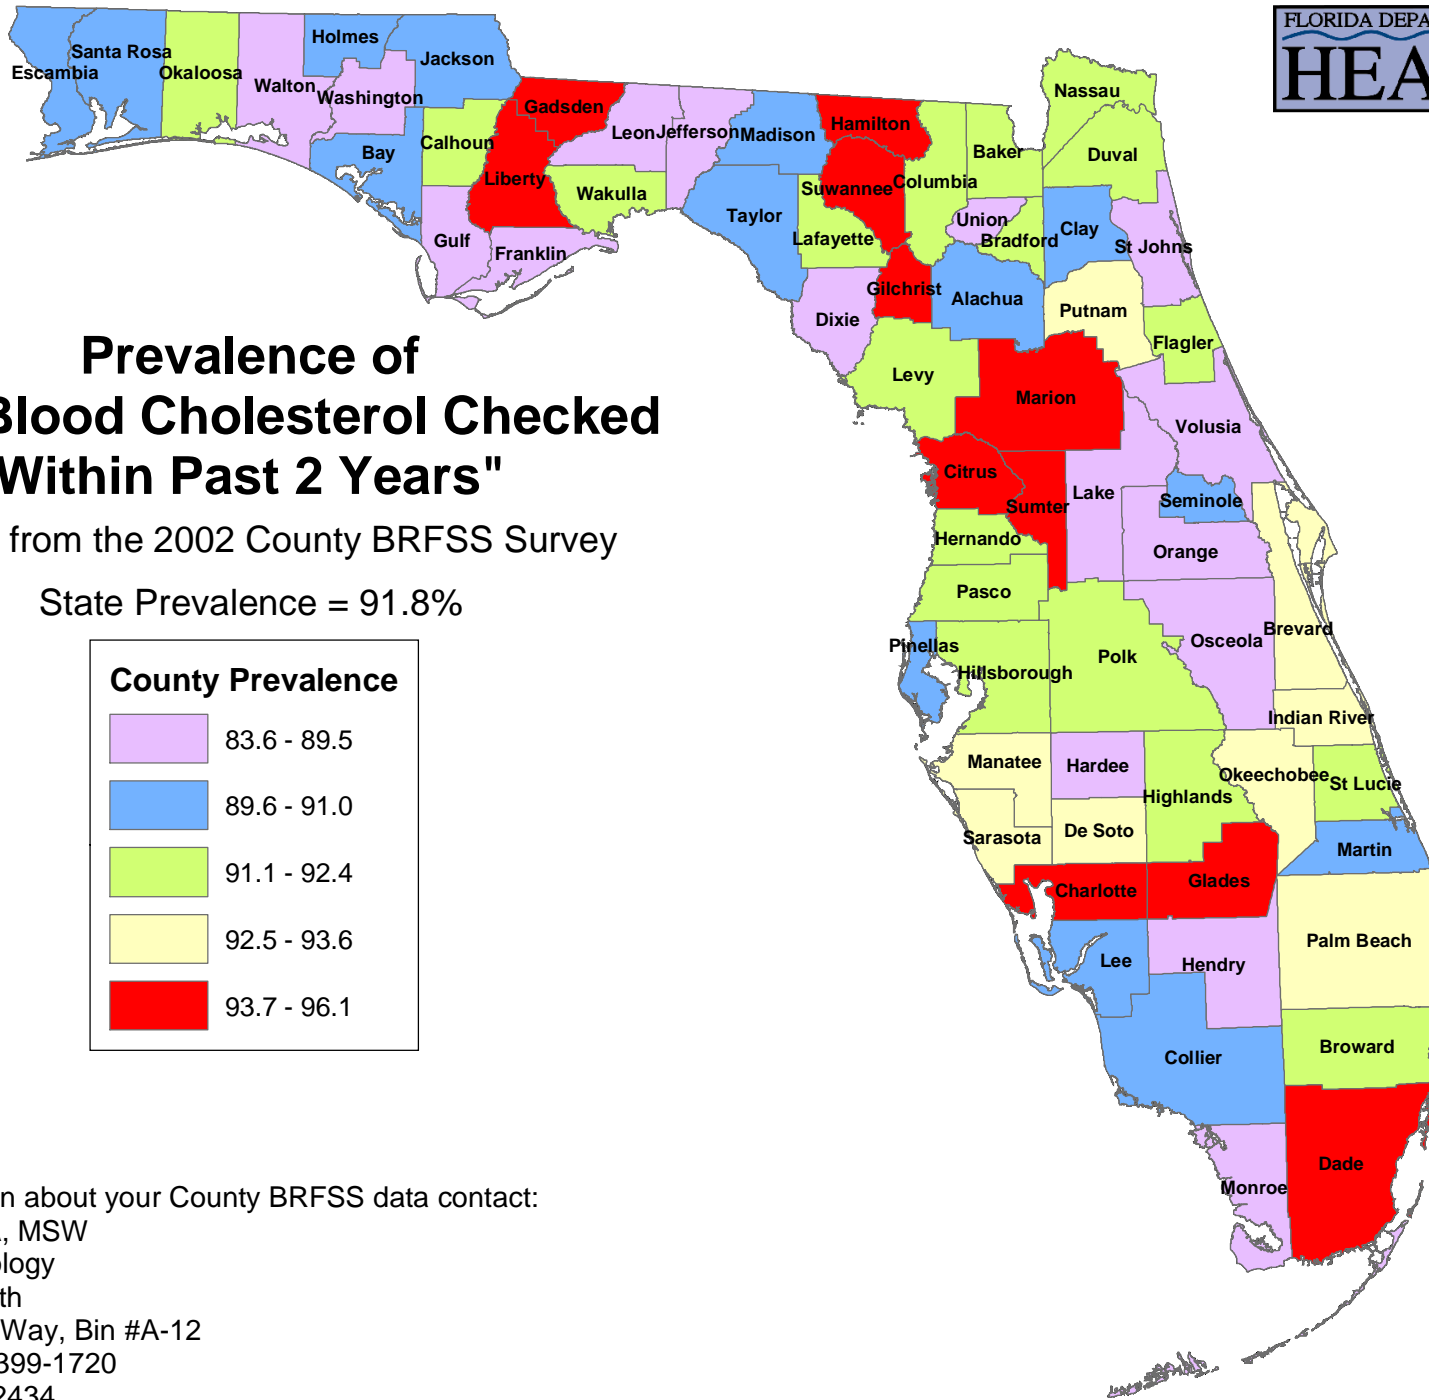 FLORIDA DEPA
HEA
Holmes
Santa Rosa
Jackson
Escambia
Okaloosa
Walton
Washington
Nassau
Gadsden
Hamilton
Leon
Jefferson
Madison
Calhoun
Baker
Duval
Bay
Liberty
Wakulla
Suwannee
Columbia
Taylor
Union
Bradford
Clay
St Johns
Lafayette
Gulf
Franklin
Gilchrist
Alachua
Dixie
Putnam
Flagler
Levy
Marion
Volusia
Citrus
Sumter
Lake
Seminole
Hernando
Orange
Pasco
Pinellas
Hillsborough
Polk
Osceola
Brevard
Indian River
Manatee
Hardee
Okeechobee
St Lucie
Highlands
Sarasota
De Soto
Martin
Charlotte
Glades
Palm Beach
Lee
Hendry
Broward
Collier
Dade
Monroe
Prevalence of
Blood Cholesterol Checked
Within Past 2 Years"
from the 2002 County BRFSS Survey
State Prevalence = 91.8%
County Prevalence
83.6 - 89.5
89.6 - 91.0
91.1 - 92.4
92.5 - 93.6
93.7 - 96.1
n about your County BRFSS data contact:
, MSW
ology
th
Way, Bin #A-12
399-1720
2434